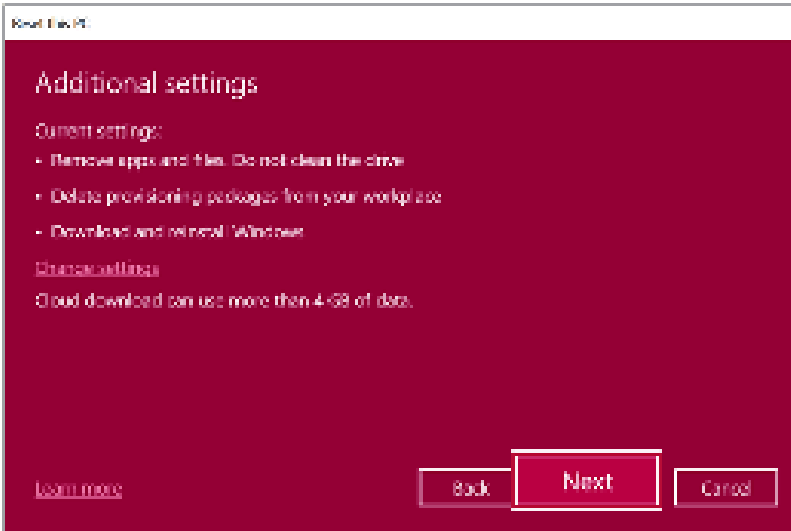 Reset this PC
Additional settings
Current settings:
• Remove apps and files. Do not clean the drive
• Delete provisioning packages from your workplace
• Download and reinstall Windows
Change settings
Cloud download can use more than 4 GB of data.
Learn more
Back
Next
Cancel